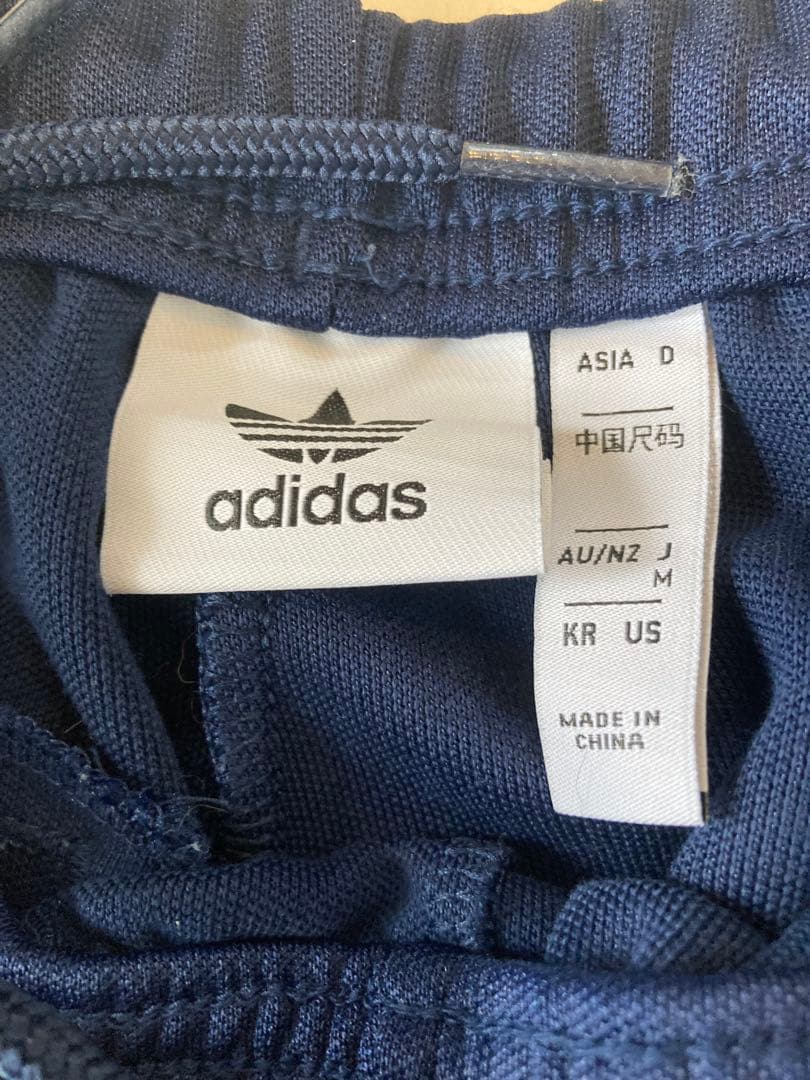 adidas
ASIA D
中国尺码
AU/NZ J
M
KR US
MADE IN
CHINA